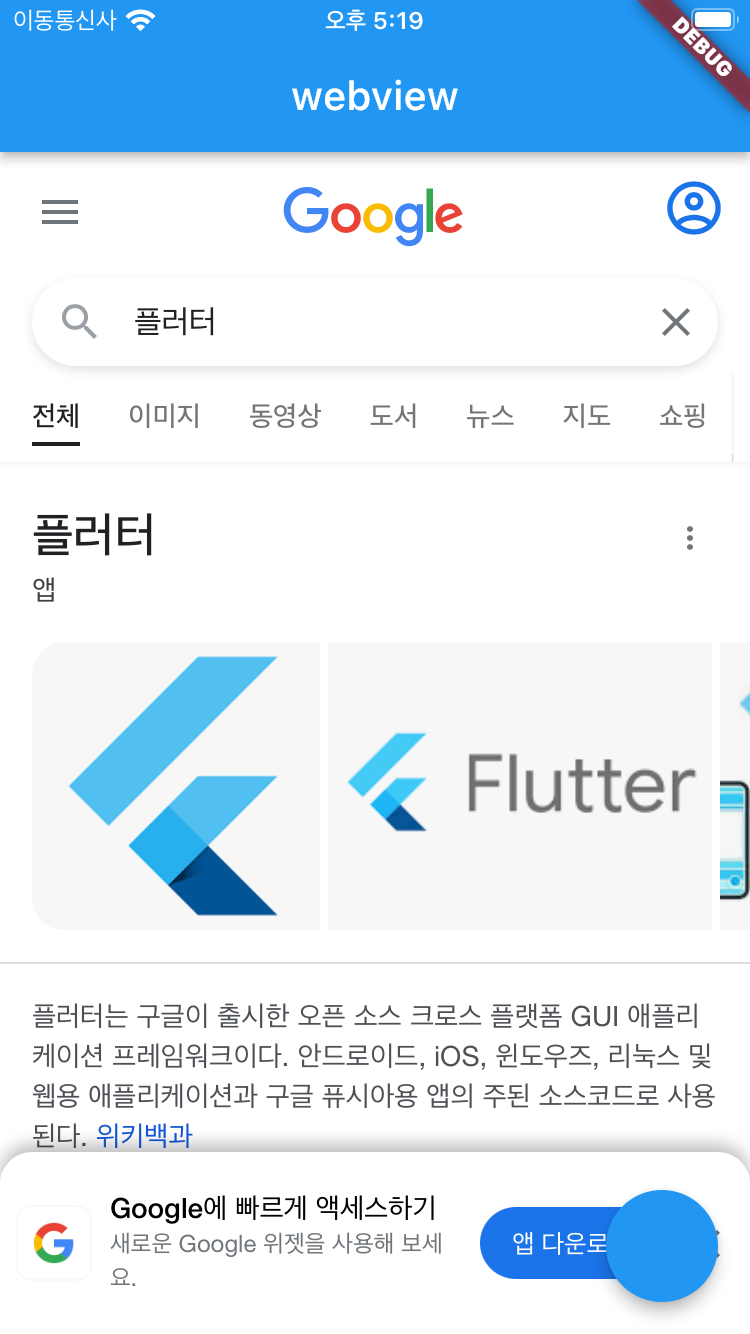 이동통신사
오후 5:19
DEBUG
webview
Google
플러터
전체 이미지 동영상 도서 뉴스 지도 쇼핑
플러터
앱
Flutter
플러터는 구글이 출시한 오픈 소스 크로스 플랫폼 GUI 애플리
케이션 프레임워크이다. 안드로이드, iOS, 윈도우즈, 리눅스 및
웹용 애플리케이션과 구글 퓨시아용 앱의 주된 소스코드로 사용
된다. 위키백과
Google에 빠르게 액세스하기
새로운 Google 위젯을 사용해 보세
요.
앱 다운로